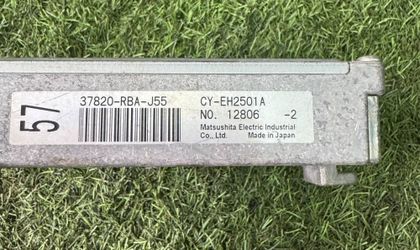 57
37820-RBA-J55
CY-EH2501A
NO. 12806 -2
Matsushita Electric Industrial
Co., Ltd. Made in Japan